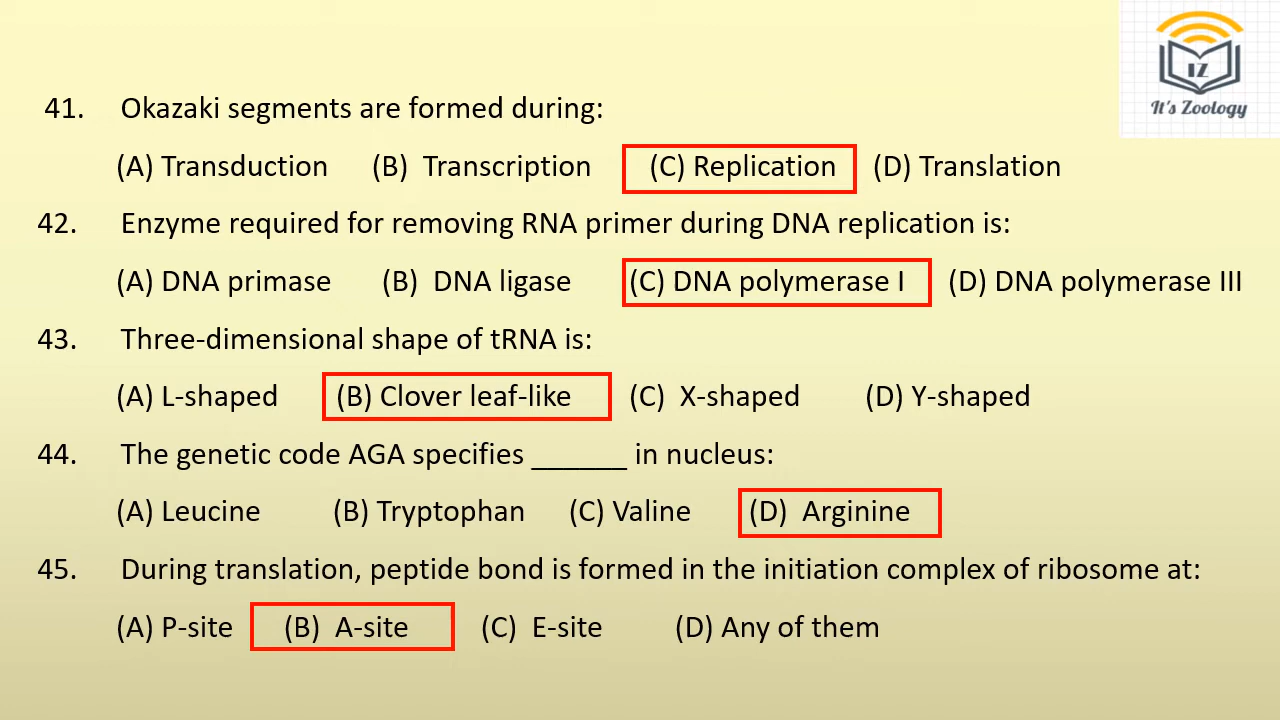 IZ
It's Zoology
41. Okazaki segments are formed during:
(A) Transduction (B) Transcription (C) Replication (D) Translation
42. Enzyme required for removing RNA primer during DNA replication is:
(A) DNA primase (B) DNA ligase (C) DNA polymerase I (D) DNA polymerase III
43. Three-dimensional shape of tRNA is:
(A) L-shaped (B) Clover leaf-like (C) X-shaped (D) Y-shaped
44. The genetic code AGA specifies ______ in nucleus:
(A) Leucine (B) Tryptophan (C) Valine (D) Arginine
45. During translation, peptide bond is formed in the initiation complex of ribosome at:
(A) P-site (B) A-site (C) E-site (D) Any of them